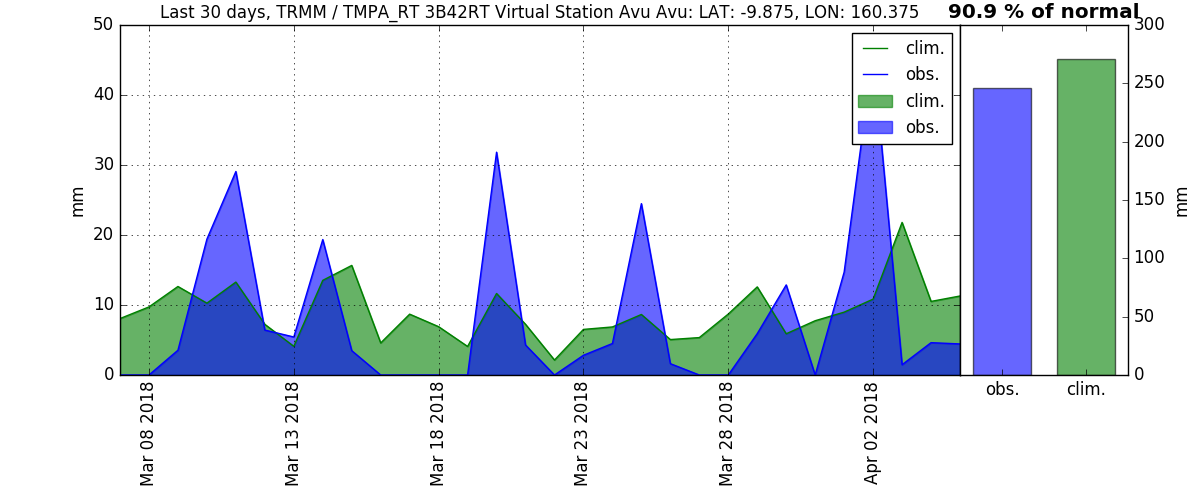 Last 30 days, TRMM / TMPA_RT 3B42RT Virtual Station Avu Avu: LAT: -9.875, LON: 160.375
90.9 % of normal
50
40
30
20
10
0
mm
clim.
obs.
clim.
obs.
300
250
200
150
100
50
0
mm
Mar 08 2018
Mar 13 2018
Mar 18 2018
Mar 23 2018
Mar 28 2018
Apr 02 2018
obs.
clim.